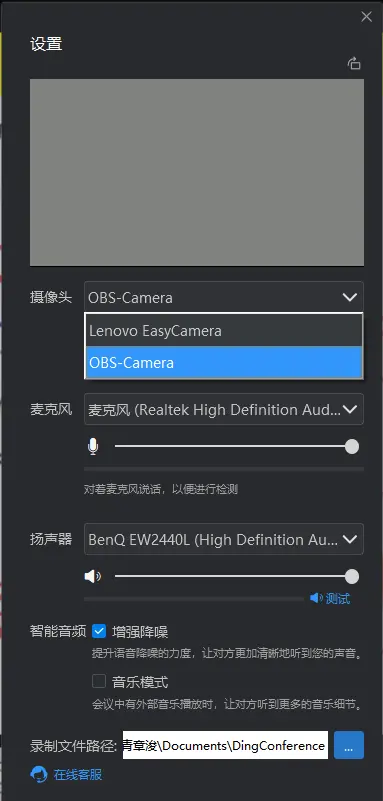 设置
摄像头 OBS-Camera
Lenovo EasyCamera
OBS-Camera
麦克风 麦克风 (Realtek High Definition Aud...
对着麦克风说话，以便进行检测
扬声器 BenQ EW2440L (High Definition Au...
测试
智能音频 增强降噪
提升语音降噪的力度，让对方更加清晰地听到您的声音。
音乐模式
会议中有外部音乐播放时，让对方听到更多的音乐细节。
录制文件路径: 青章浚\Documents\DingConference ...
在线客服